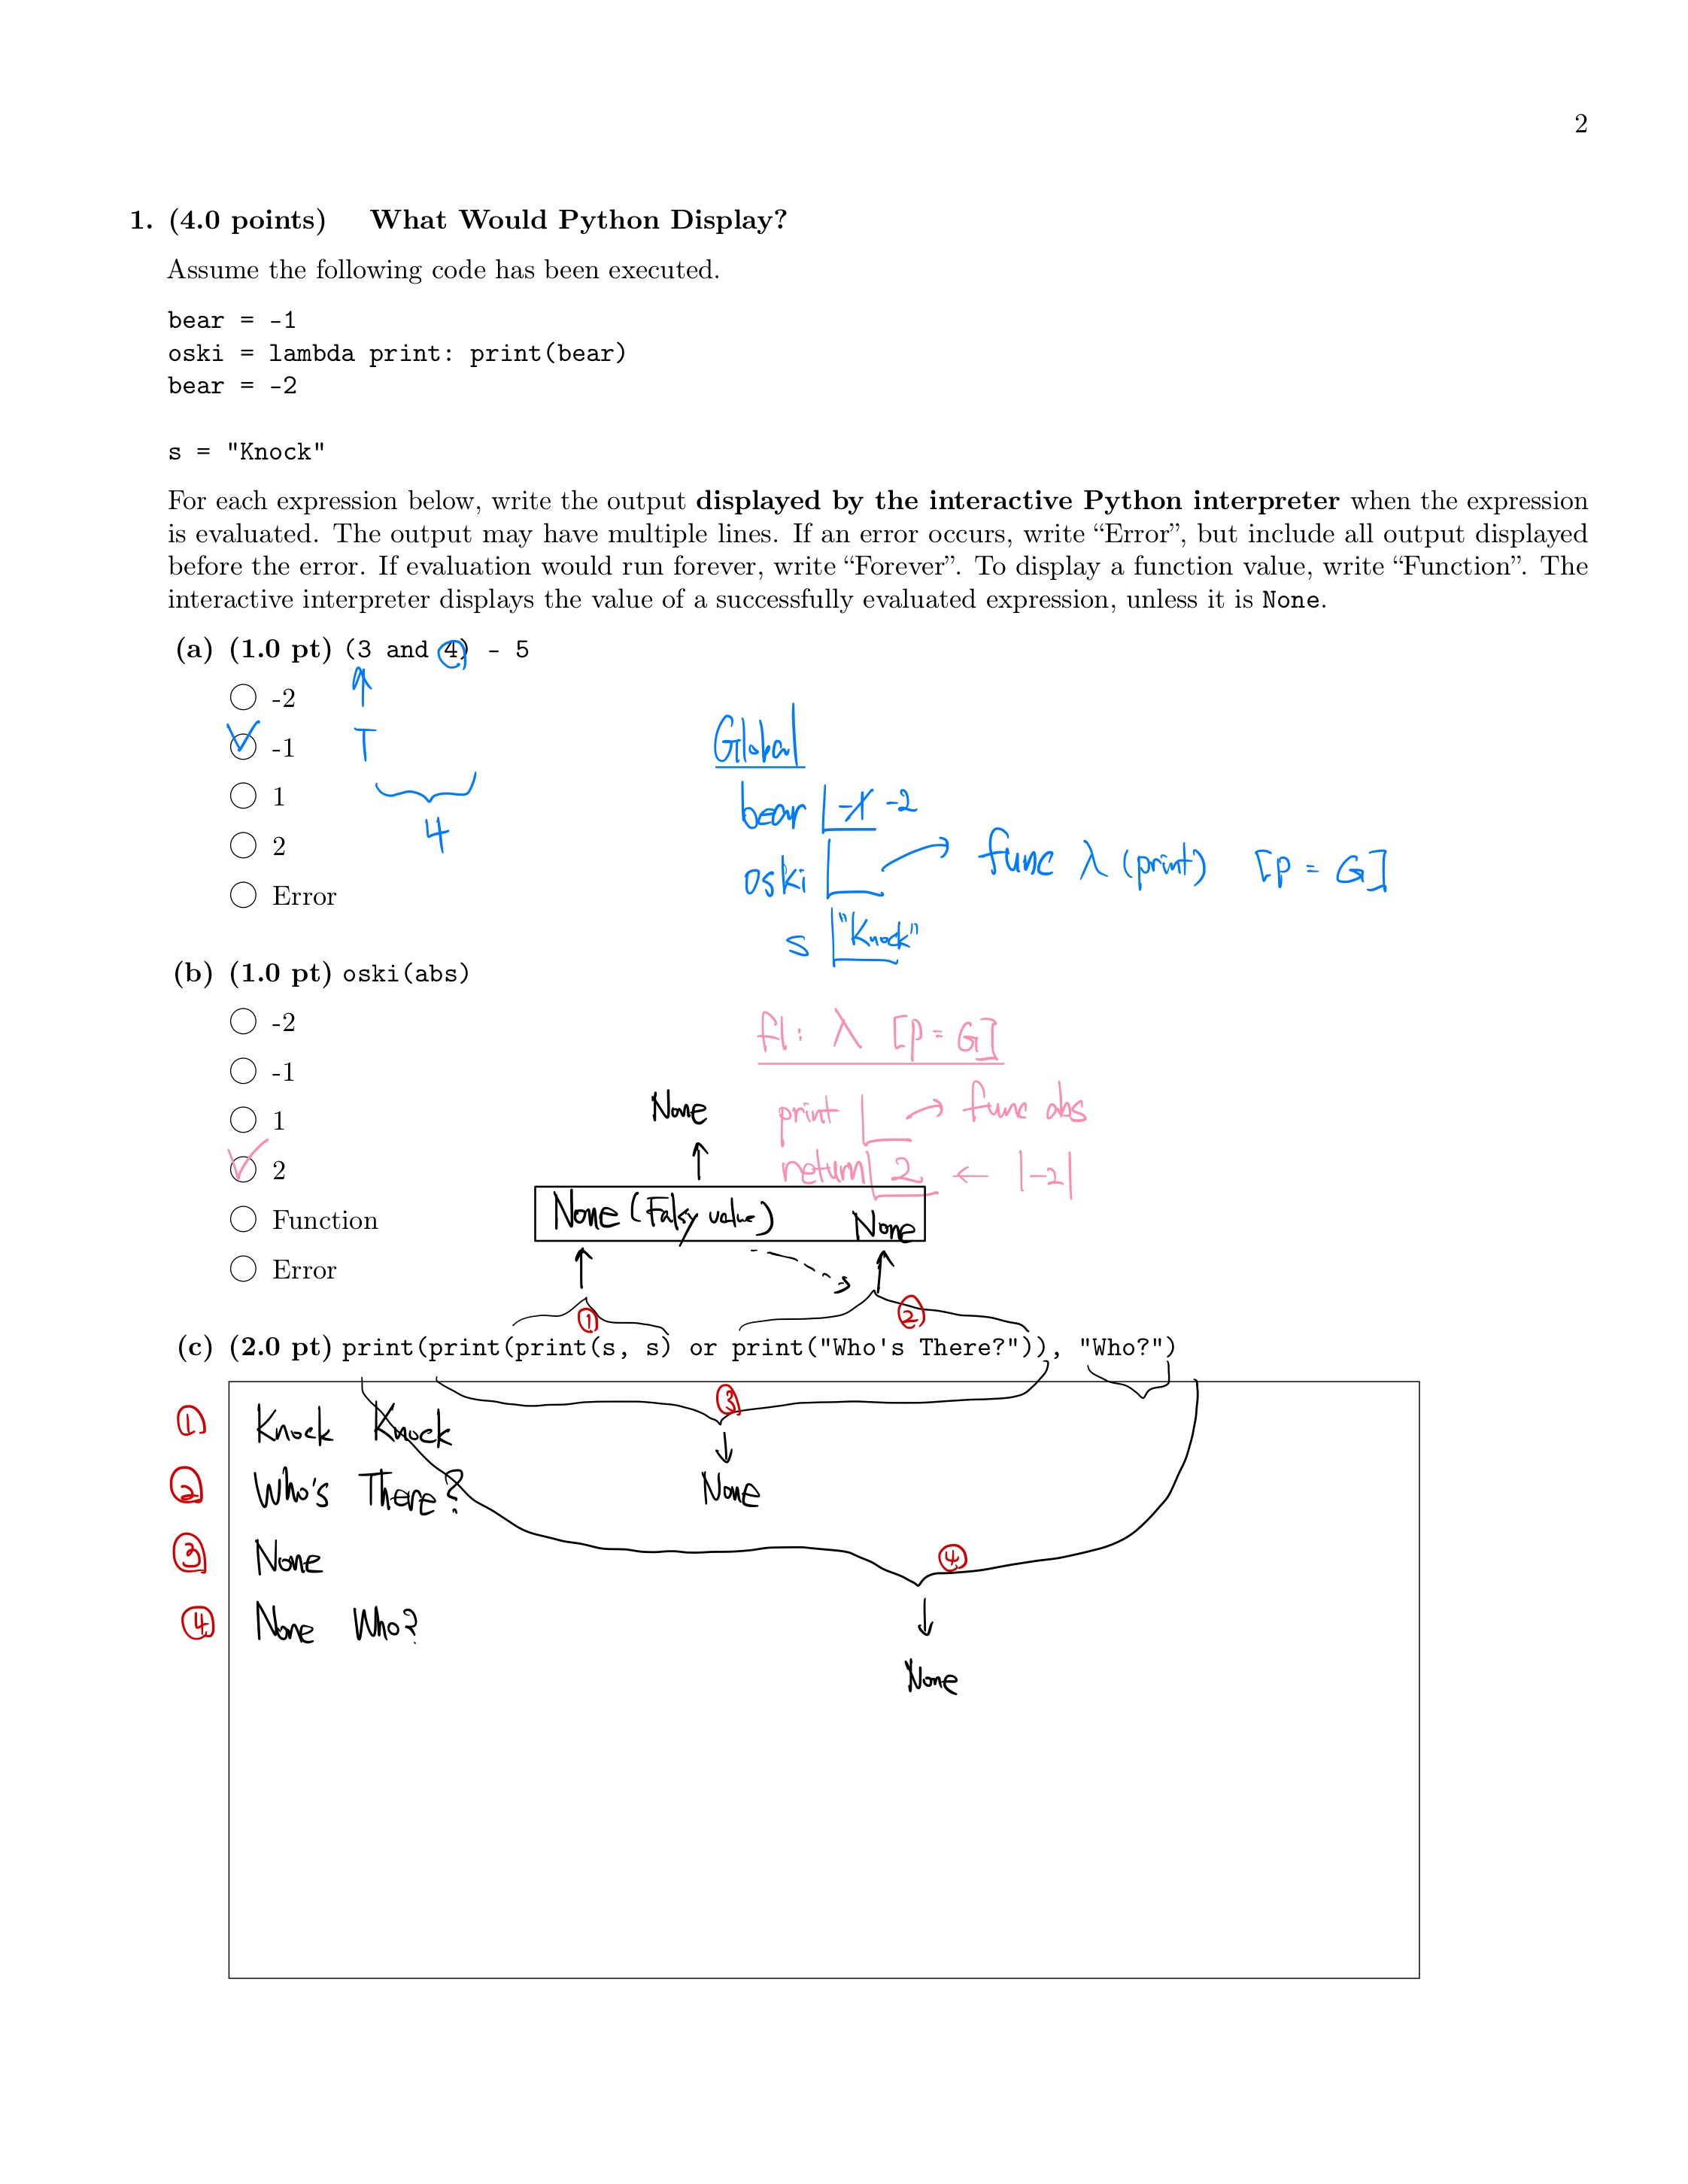 2
1. (4.0 points) What Would Python Display?
Assume the following code has been executed.
bear = -1
oski = lambda print: print(bear)
bear = -2
s = "Knock"
For each expression below, write the output displayed by the interactive Python interpreter when the expression
is evaluated. The output may have multiple lines. If an error occurs, write “Error”, but include all output displayed
before the error. If evaluation would run forever, write “Forever”. To display a function value, write “Function”. The
interactive interpreter displays the value of a successfully evaluated expression, unless it is None.
(a) (1.0 pt) (3 and 4) - 5
-2
-1
1
2
Error
T
4
Global
bear -1 -2
oski → func λ (print) [P = G]
s "Knock"
(b) (1.0 pt) oski(abs)
-2
-1
1
2
Function
Error
f1: λ [P = G]
print → func abs
return 2 ← |-2|
None
↑
None (Falsy value) None
↑ ↑
① ②
(c) (2.0 pt) print(print(print(s, s) or print("Who's There?")), "Who?")
③
↓
None
① Knock Knock
② Who's There?
③ None
④ None Who?
④
↓
None